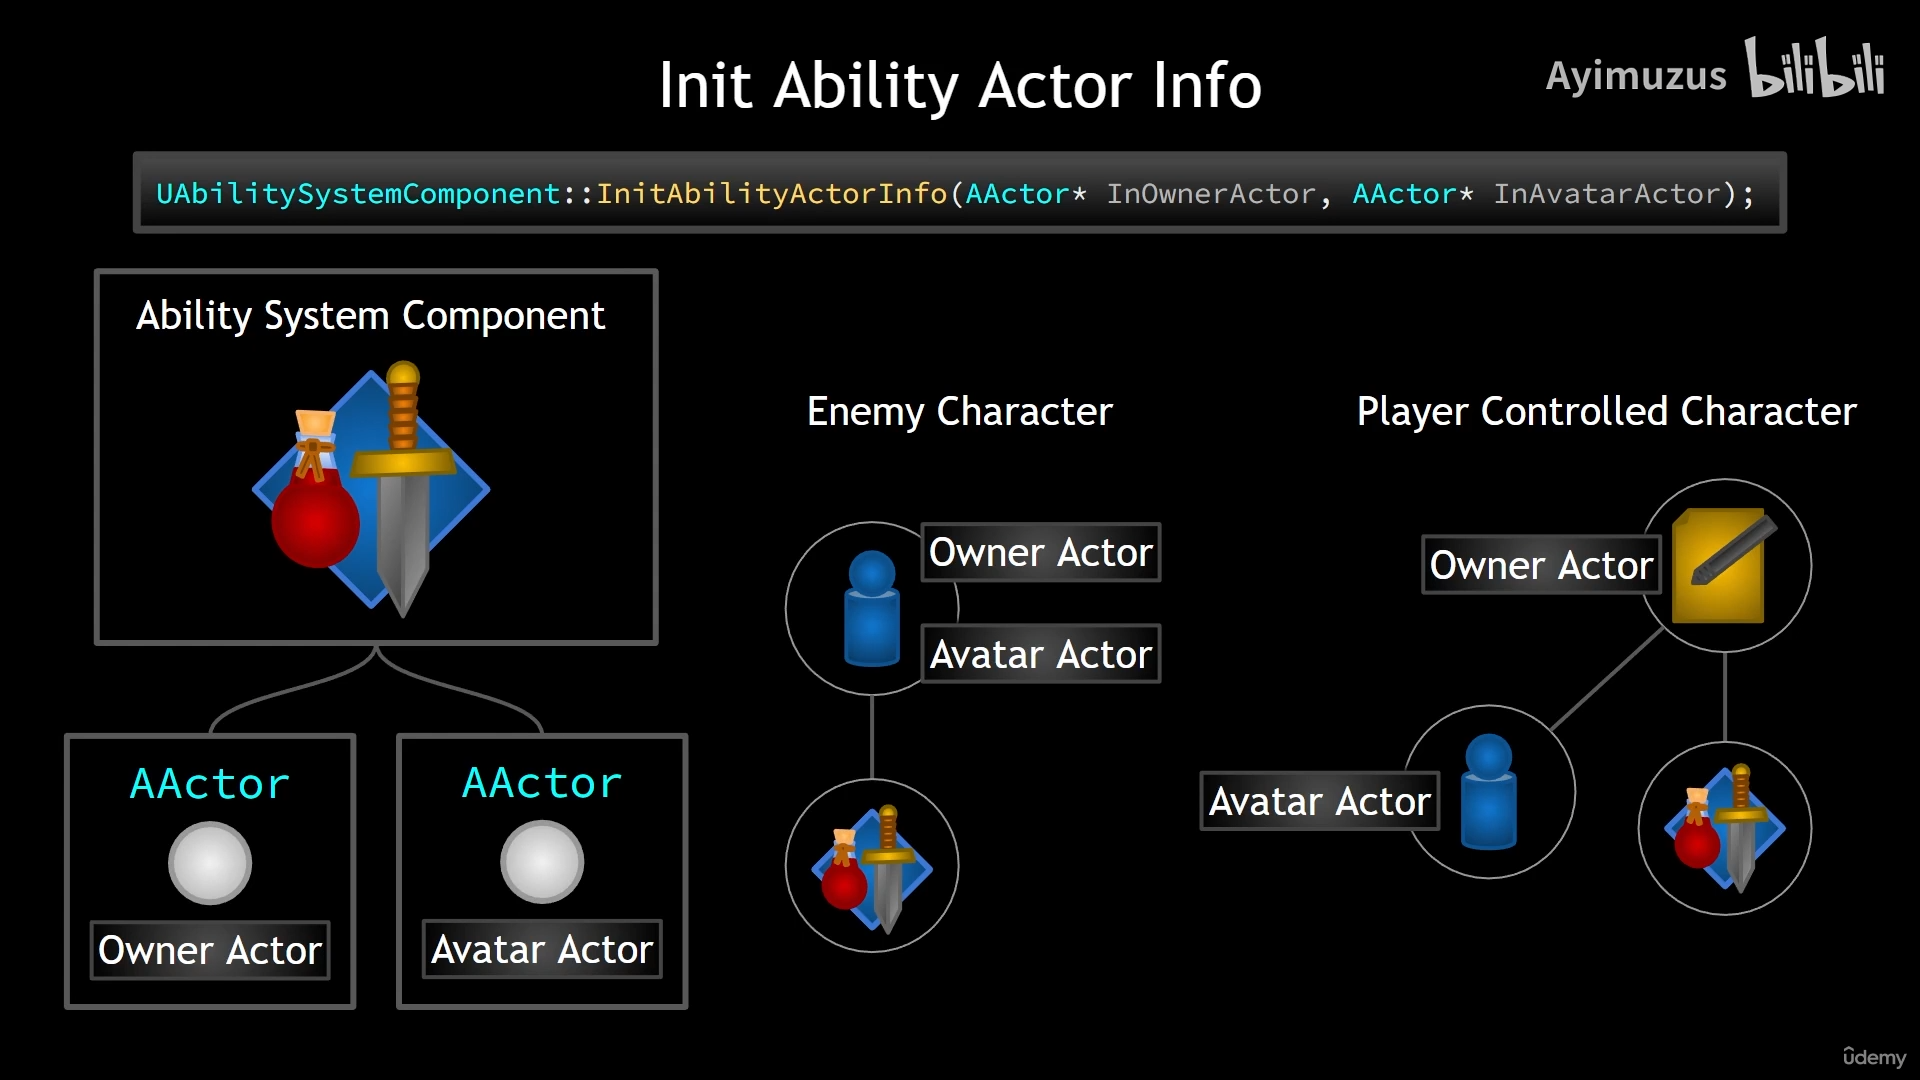 Init Ability Actor Info
Ayimuzus bilibili
UAbilitySystemComponent::InitAbilityActorInfo(AActor* InOwnerActor, AActor* InAvatarActor);
Ability System Component
AActor
Owner Actor
AActor
Avatar Actor
Enemy Character
Owner Actor
Avatar Actor
Player Controlled Character
Owner Actor
Avatar Actor
ûdemy